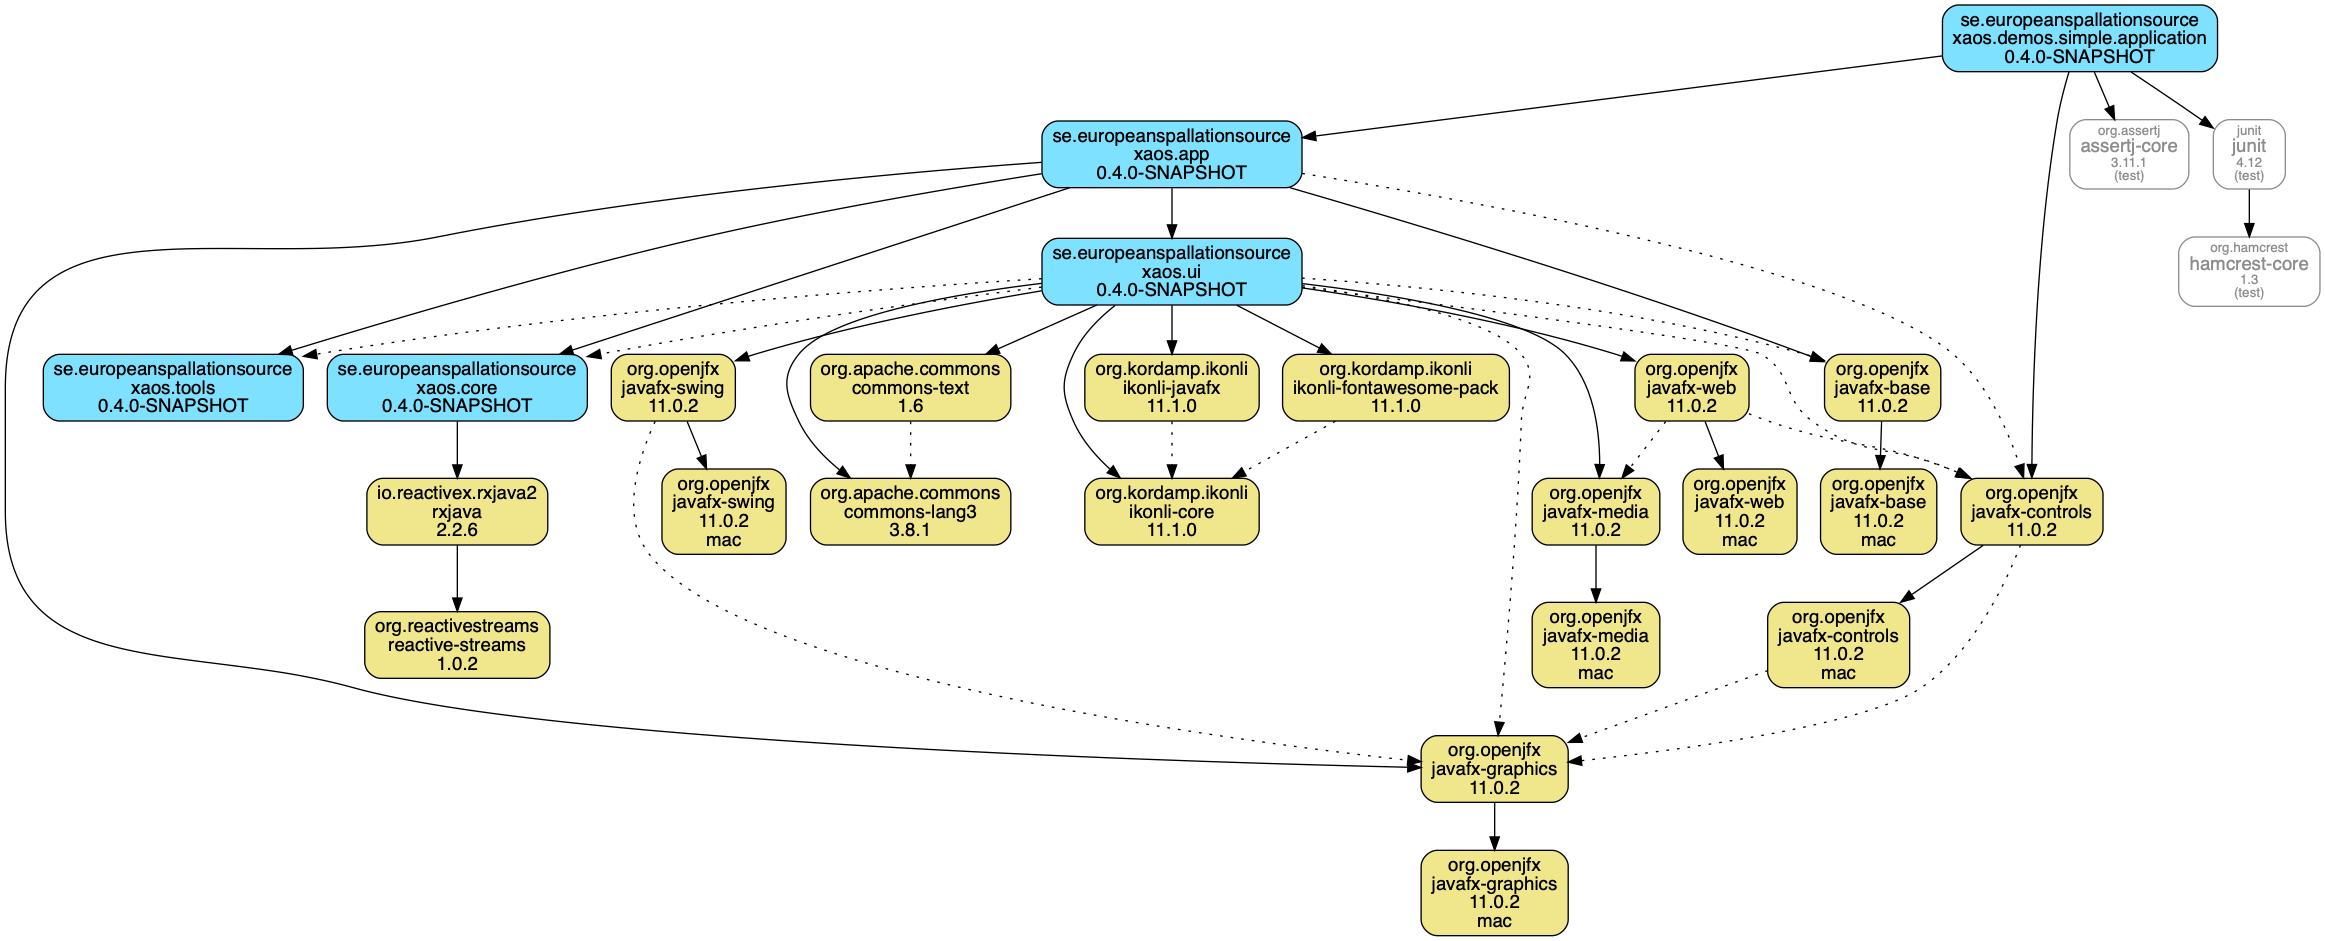 se.europeanspallationsource
xaos.demos.simple.application
0.4.0-SNAPSHOT
se.europeanspallationsource
xaos.app
0.4.0-SNAPSHOT
org.assertj
assertj-core
3.11.1
(test)
junit
junit
4.12
(test)
se.europeanspallationsource
xaos.ui
0.4.0-SNAPSHOT
org.hamcrest
hamcrest-core
1.3
(test)
se.europeanspallationsource
xaos.tools
0.4.0-SNAPSHOT
se.europeanspallationsource
xaos.core
0.4.0-SNAPSHOT
org.openjfx
javafx-swing
11.0.2
org.apache.commons
commons-text
1.6
org.kordamp.ikonli
ikonli-javafx
11.1.0
org.kordamp.ikonli
ikonli-fontawesome-pack
11.1.0
org.openjfx
javafx-web
11.0.2
org.openjfx
javafx-base
11.0.2
io.reactivex.rxjava2
rxjava
2.2.6
org.openjfx
javafx-swing
11.0.2
mac
org.apache.commons
commons-lang3
3.8.1
org.kordamp.ikonli
ikonli-core
11.1.0
org.openjfx
javafx-media
11.0.2
org.openjfx
javafx-web
11.0.2
mac
org.openjfx
javafx-base
11.0.2
mac
org.openjfx
javafx-controls
11.0.2
org.reactivestreams
reactive-streams
1.0.2
org.openjfx
javafx-media
11.0.2
mac
org.openjfx
javafx-controls
11.0.2
mac
org.openjfx
javafx-graphics
11.0.2
org.openjfx
javafx-graphics
11.0.2
mac